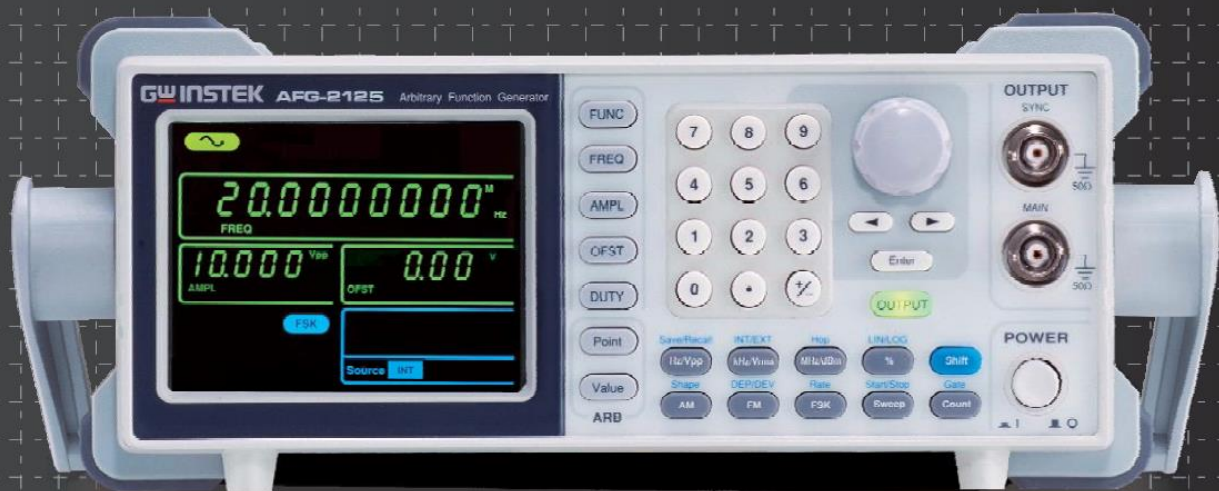 GW INSTEK AFG-2125 Arbitrary Function Generator
20.0000000 M Hz
FREQ
10.000 Vpp
AMPL
0.00 V
OFST
FSK
Source INT
FUNC
FREQ
AMPL
OFST
DUTY
Point
Value
ARB
7 8 9
4 5 6
1 2 3
0 • +/-
Enter
OUTPUT
Save/Recall INT/EXT Hop LIN/LOG
Hz/Vpp kHz/Vrms MHz/dBm % Shift
Shape DEP/DEV Rate Start/Stop Gate
AM FM FSK Sweep Count
OUTPUT
SYNC
50Ω
MAIN
50Ω
POWER